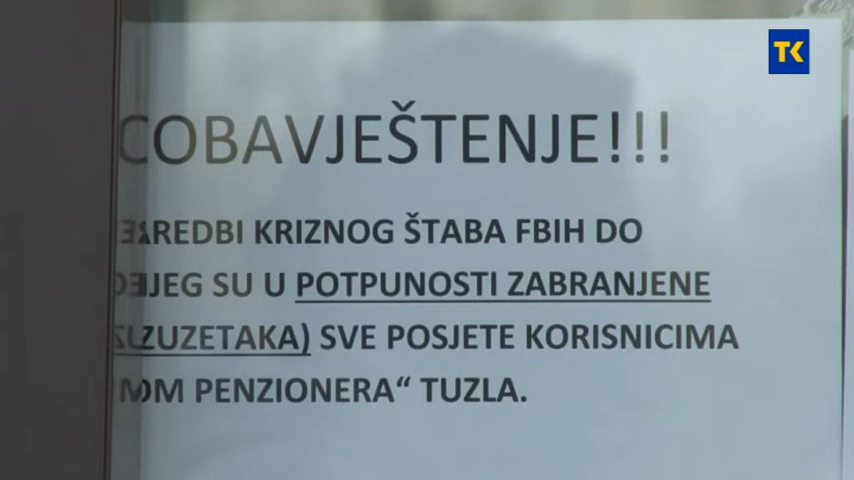 TK
OBAVJEŠTENJE!!!
KRIZNOG ŠTABA FBIH DO
SU U POTPUNOSTI ZABRANJENE
SVE POSJETE KORISNICIMA
PENZIONERA“ TUZLA.